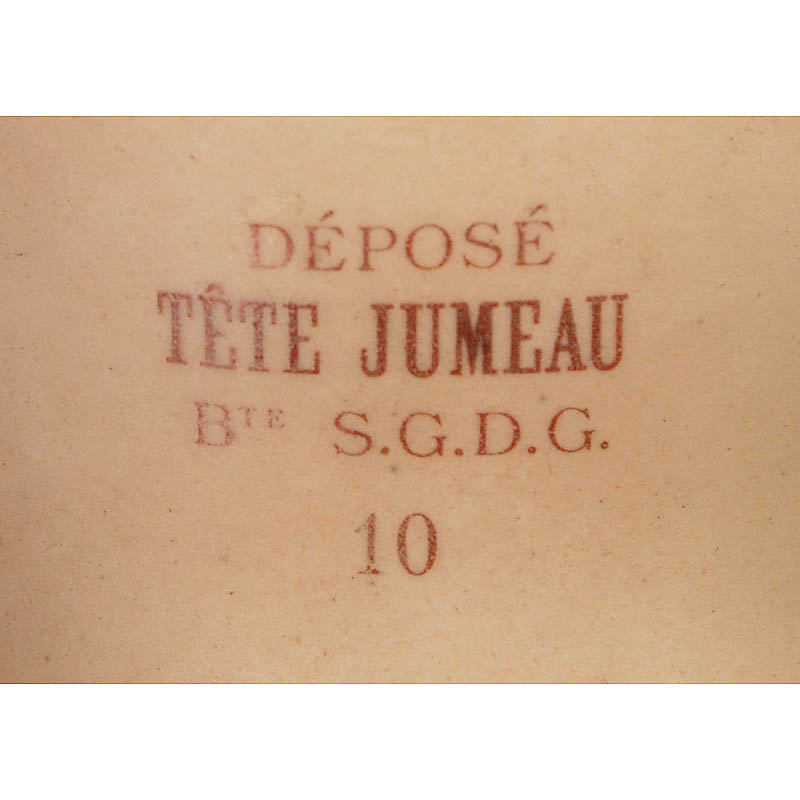 DÉPOSÉ
TÊTE JUMEAU
BTE S.G.D.G.
10